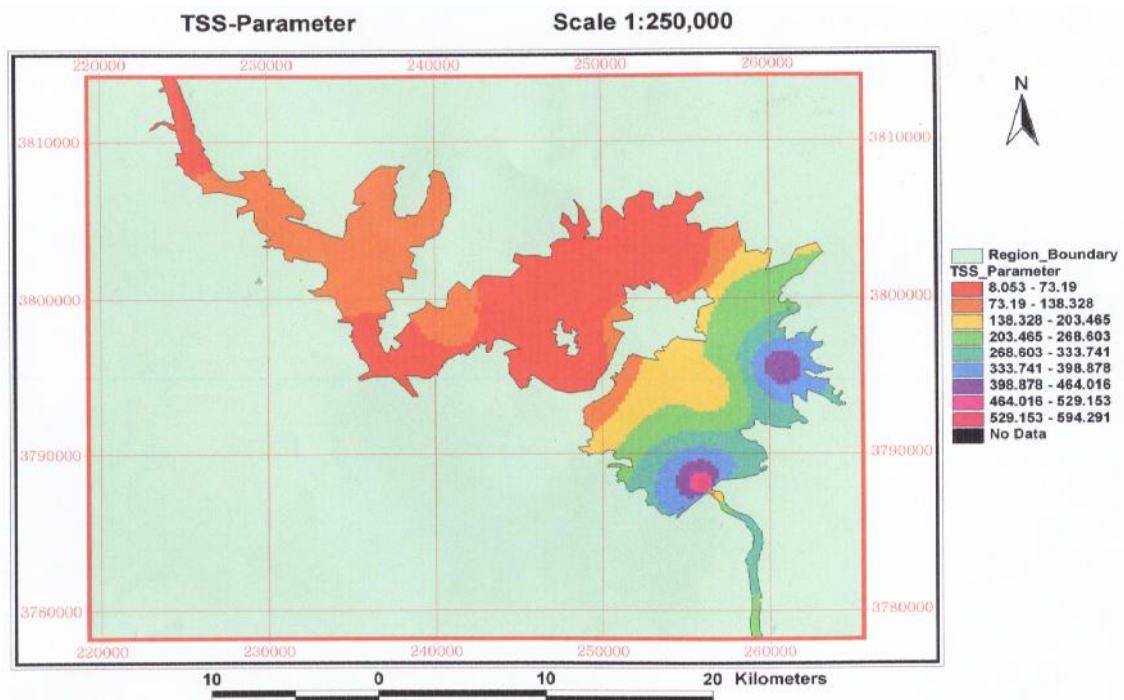 TSS-Parameter Scale 1:250,000
220000 230000 240000 250000 260000
N
3810000 3810000
Region_Boundary
TSS_Parameter
8.053 - 73.19
3800000 3800000
73.19 - 138.328
138.328 - 203.465
203.465 - 268.603
268.603 - 333.741
333.741 - 398.878
398.878 - 464.016
464.016 - 529.153
529.153 - 594.291
No Data
3790000 3790000
3780000 3780000
220000 230000 240000 250000 260000
10 0 10 20 Kilometers